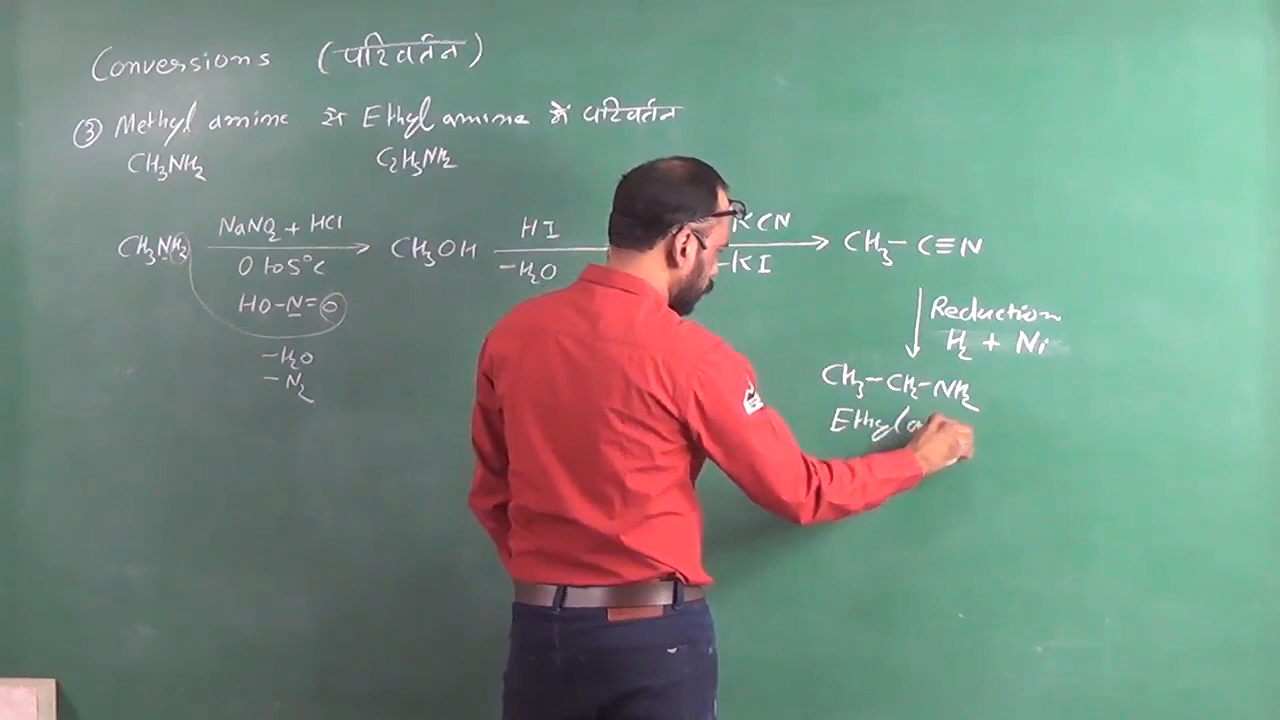 Conversions (परिवर्तन)
③ Methyl amine से Ethyl amine में परिवर्तन
CH₃NH₂ C₂H₅NH₂
CH₃NH₂ NaNO₂ + HCl CH₃OH HI KCN CH₃-C≡N
0 to 5°C -H₂O -KI
HO-N=O
-H₂O
-N₂
Reduction
H₂ + Ni
CH₃-CH₂-NH₂
Ethyl